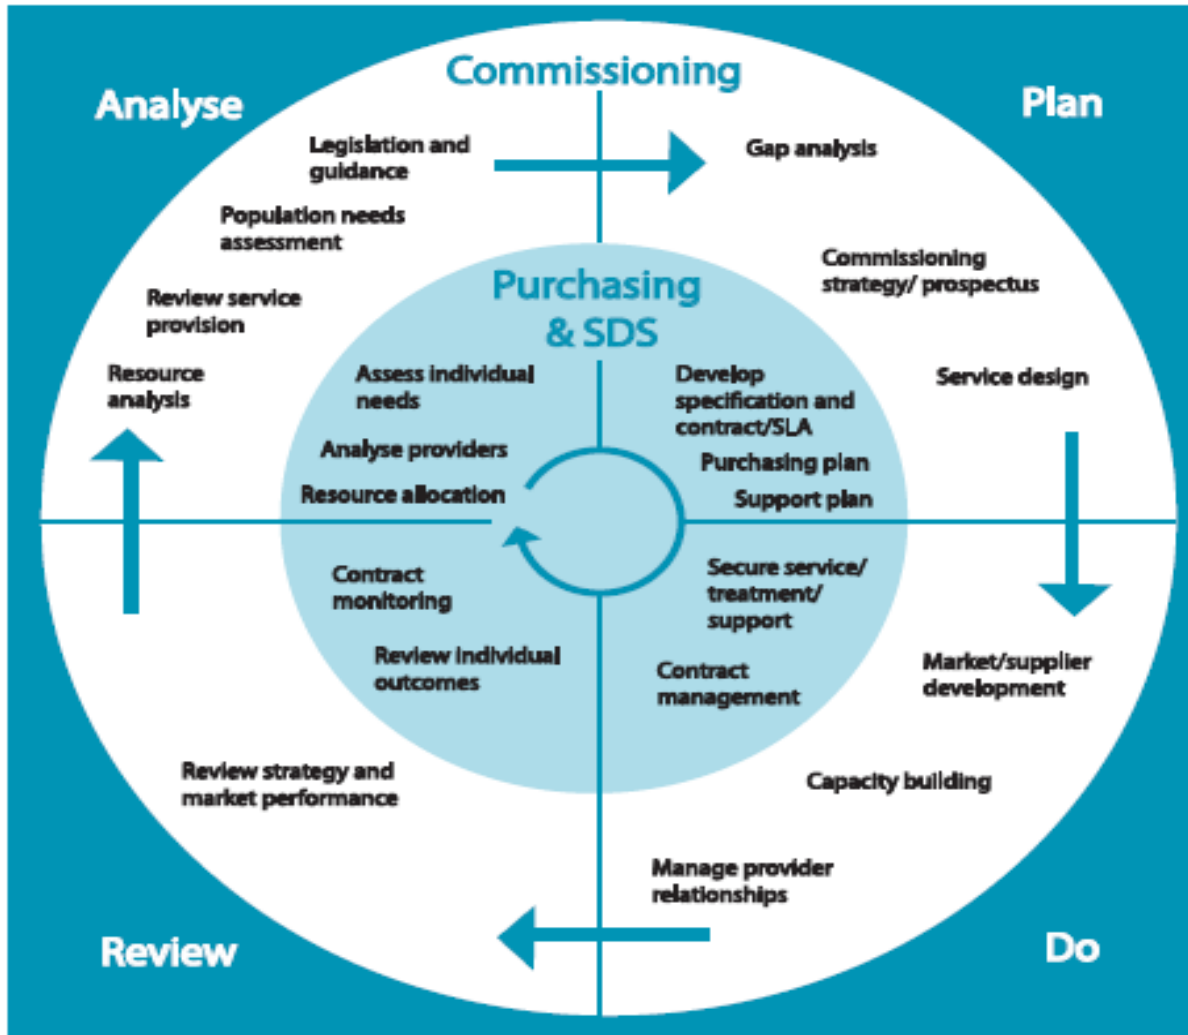 Commissioning
Analyse
Plan
Legislation and
guidance
Gap analysis
Population needs
assessment
Commissioning
strategy/ prospectus
Review service
provision
Purchasing
& SDS
Resource
analysis
Assess individual
needs
Develop
specification and
contract/SLA
Service design
Analyse providers
Purchasing plan
Resource allocation
Support plan
Contract
monitoring
Secure service/
treatment/
support
Review individual
outcomes
Contract
management
Market/supplier
development
Review strategy and
market performance
Capacity building
Manage provider
relationships
Review
Do